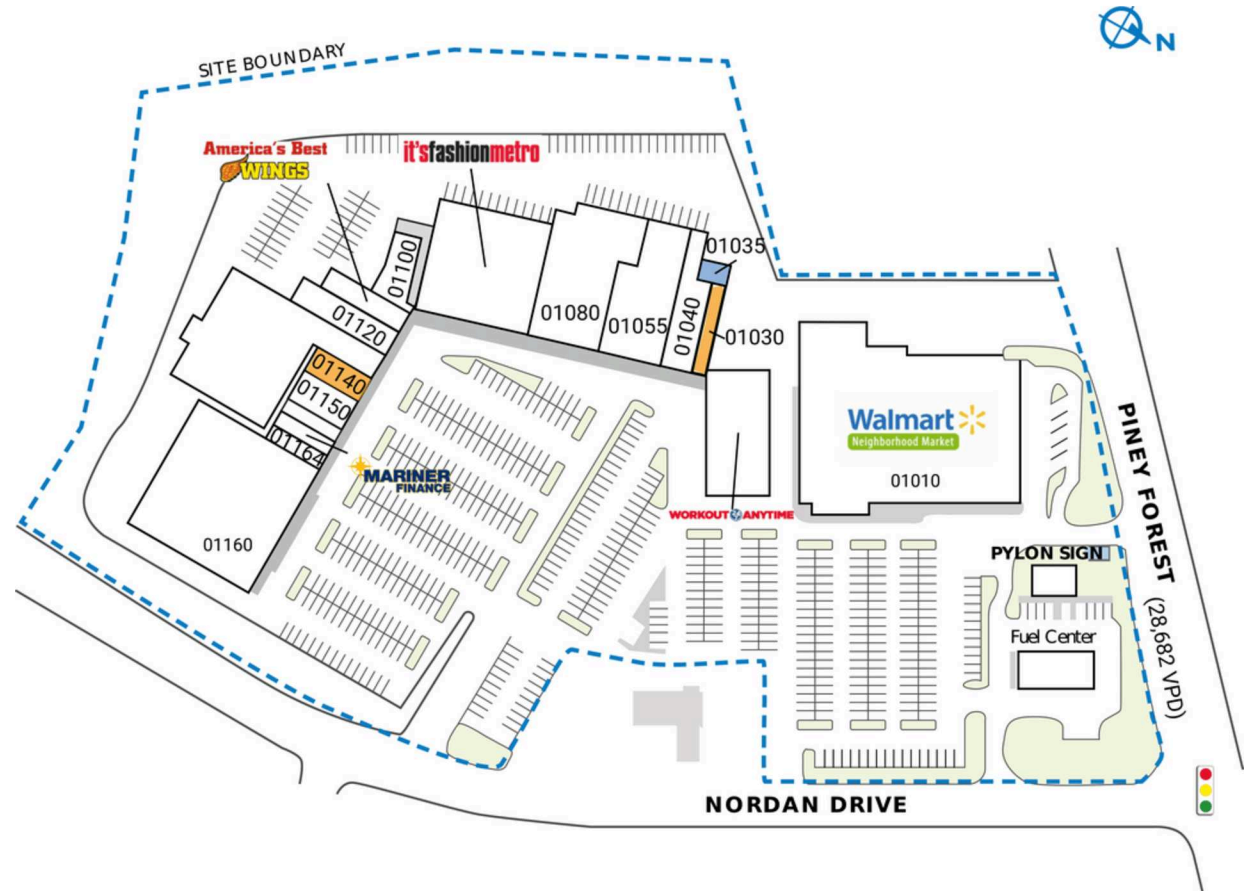 N
SITE BOUNDARY
America's Best
WINGS
it'sfashionmetro
01100
01035
01120
01080
01055
01040
01030
01140
01150
01164
MARINER
FINANCE
01160
Walmart
Neighborhood Market
01010
WORKOUT ANYTIME
PINEY FOREST
(28,682 VPD)
PYLON SIGN
Fuel Center
NORDAN DRIVE